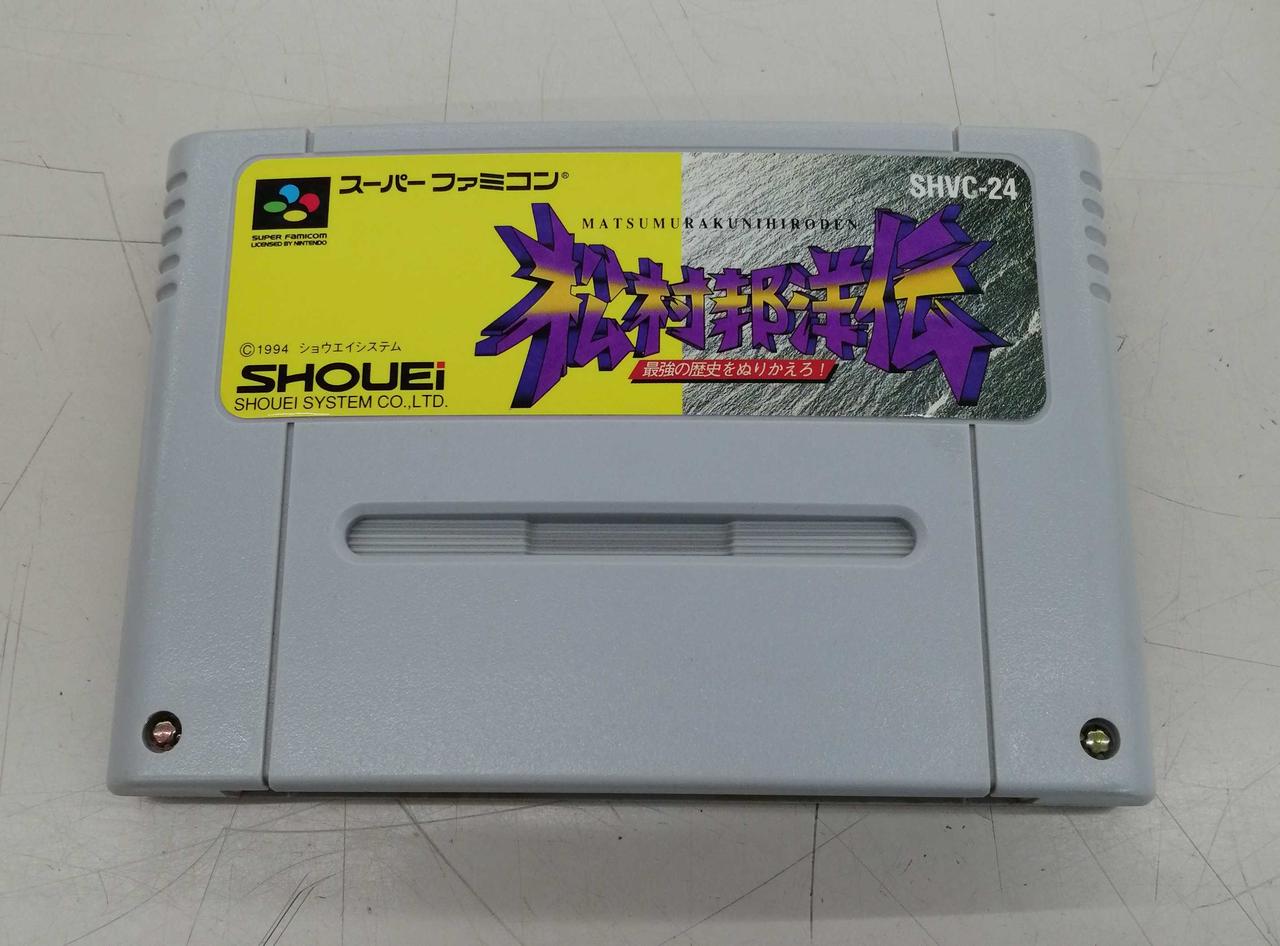 スーパーファミコン®
SUPER FAMICOM
LICENSED BY NINTENDO
SHVC-24
MATSUMURAKUNIHIRODEN
松村邦洋伝
最強の歴史をぬりかえろ！
©1994 ショウエイシステム
SHOUEi
SHOUEI SYSTEM CO.,LTD.